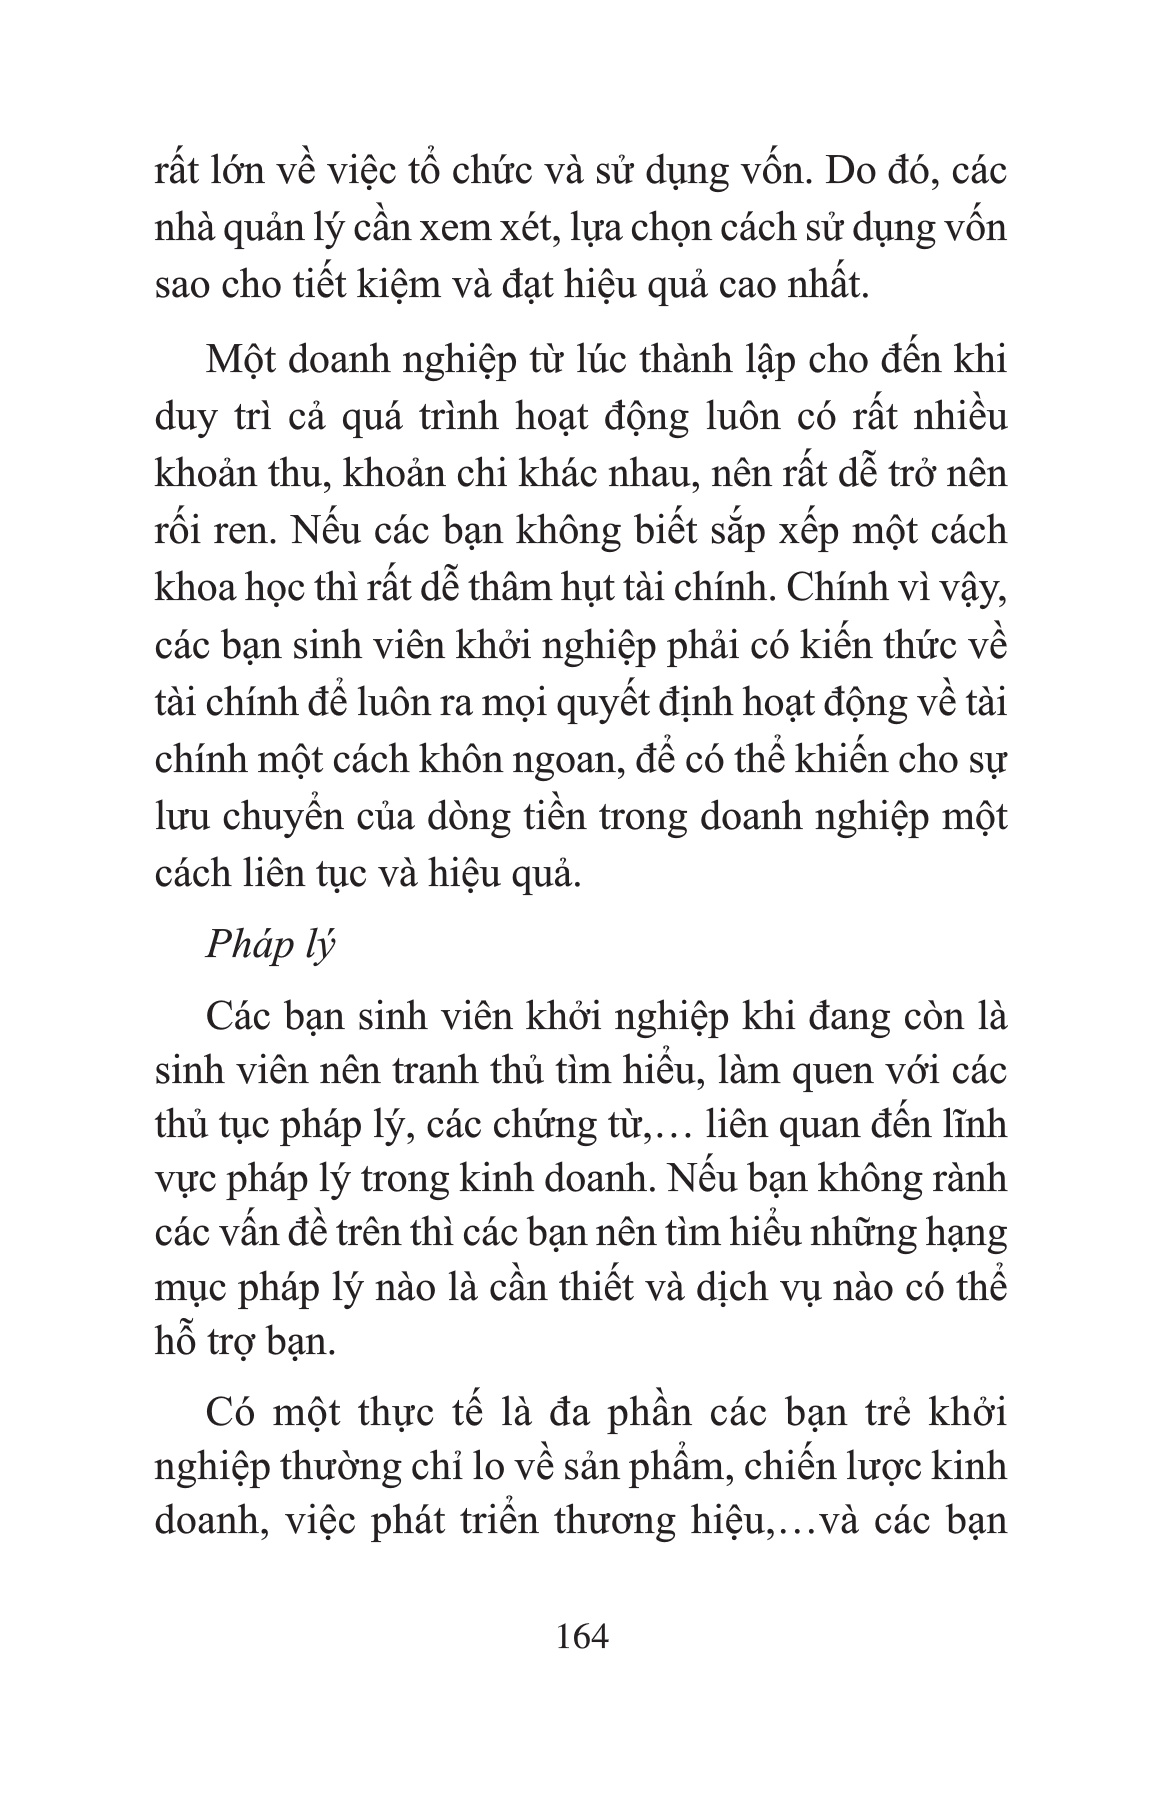 rất lớn về việc tổ chức và sử dụng vốn. Do đó, các
nhà quản lý cần xem xét, lựa chọn cách sử dụng vốn
sao cho tiết kiệm và đạt hiệu quả cao nhất.
Một doanh nghiệp từ lúc thành lập cho đến khi
duy trì cả quá trình hoạt động luôn có rất nhiều
khoản thu, khoản chi khác nhau, nên rất dễ trở nên
rối ren. Nếu các bạn không biết sắp xếp một cách
khoa học thì rất dễ thâm hụt tài chính. Chính vì vậy,
các bạn sinh viên khởi nghiệp phải có kiến thức về
tài chính để luôn ra mọi quyết định hoạt động về tài
chính một cách khôn ngoan, để có thể khiến cho sự
lưu chuyển của dòng tiền trong doanh nghiệp một
cách liên tục và hiệu quả.
Pháp lý
Các bạn sinh viên khởi nghiệp khi đang còn là
sinh viên nên tranh thủ tìm hiểu, làm quen với các
thủ tục pháp lý, các chứng từ,… liên quan đến lĩnh
vực pháp lý trong kinh doanh. Nếu bạn không rành
các vấn đề trên thì các bạn nên tìm hiểu những hạng
mục pháp lý nào là cần thiết và dịch vụ nào có thể
hỗ trợ bạn.
Có một thực tế là đa phần các bạn trẻ khởi
nghiệp thường chỉ lo về sản phẩm, chiến lược kinh
doanh, việc phát triển thương hiệu,…và các bạn
164